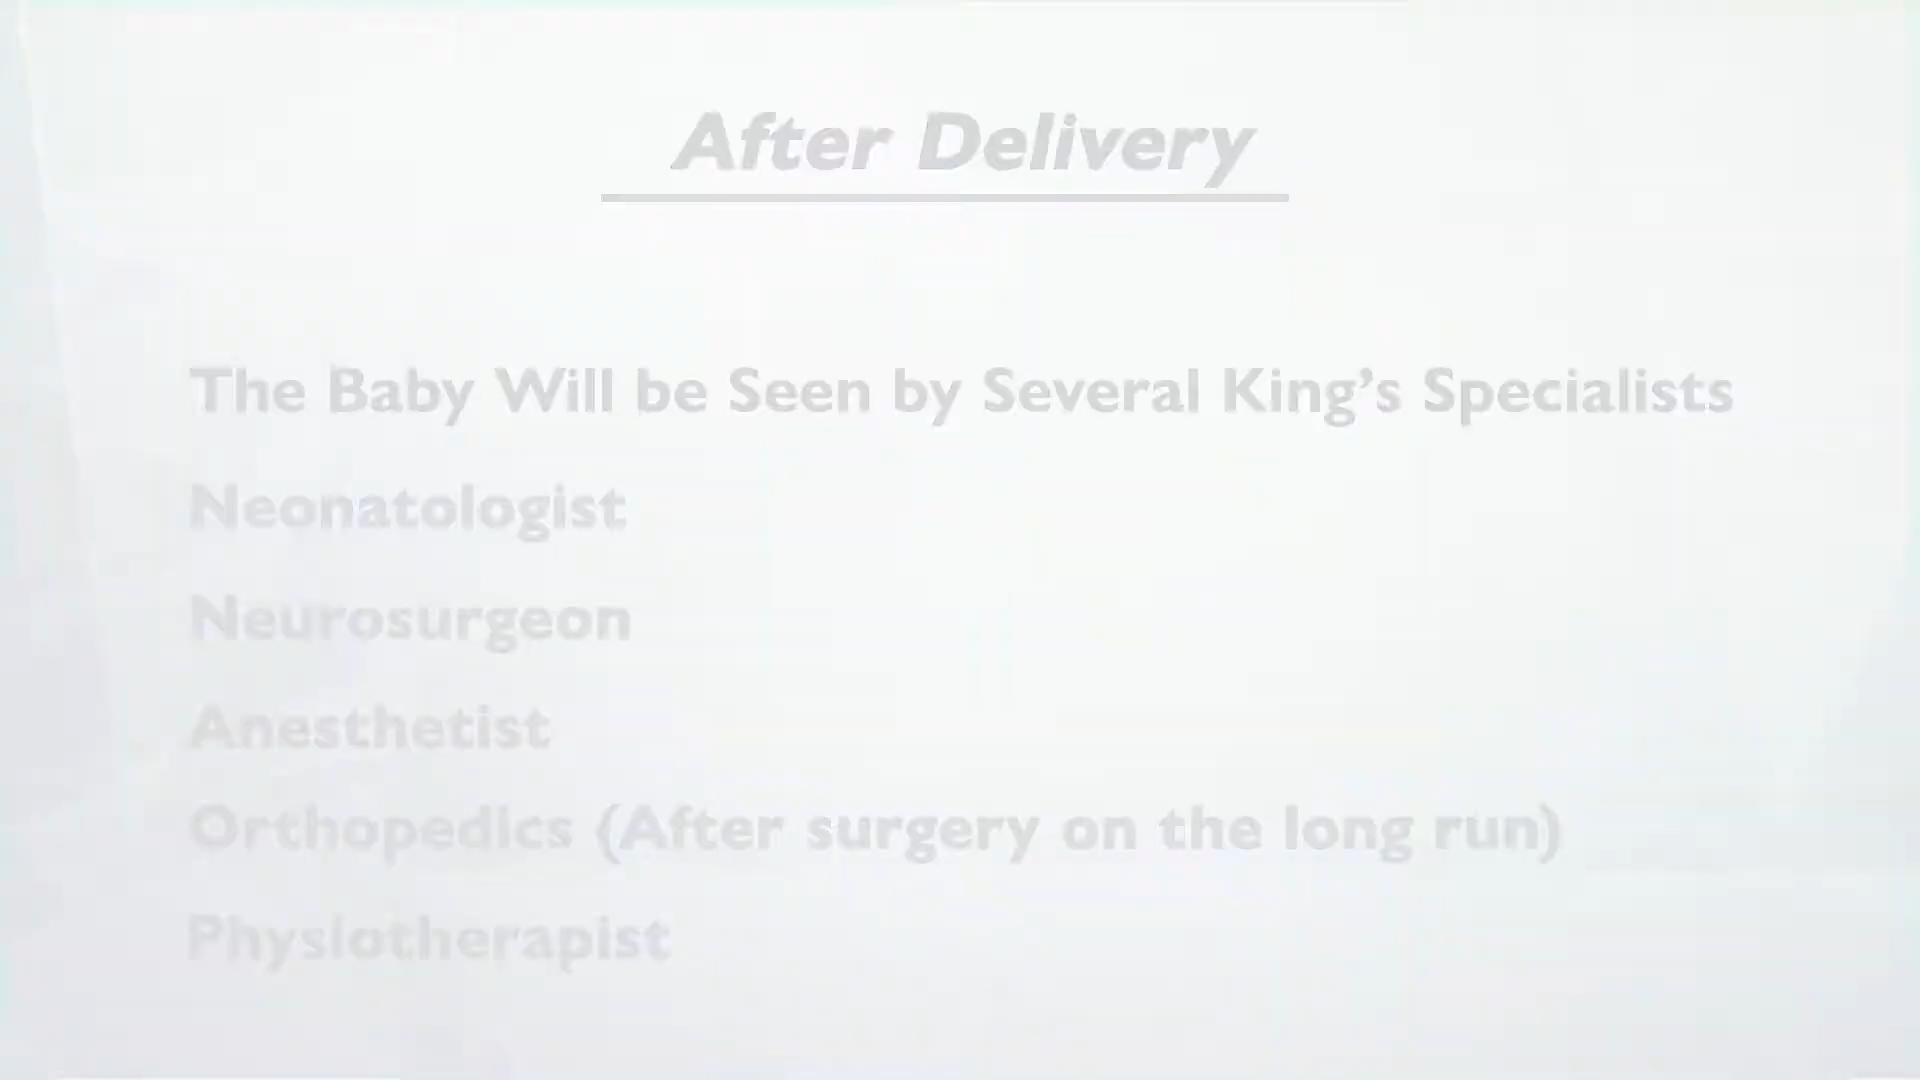 After Delivery
The Baby Will be Seen by Several King’s Specialists
Neonatologist
Neurosurgeon
Anesthetist
Orthopedics (After surgery on the long run)
Physiotherapist